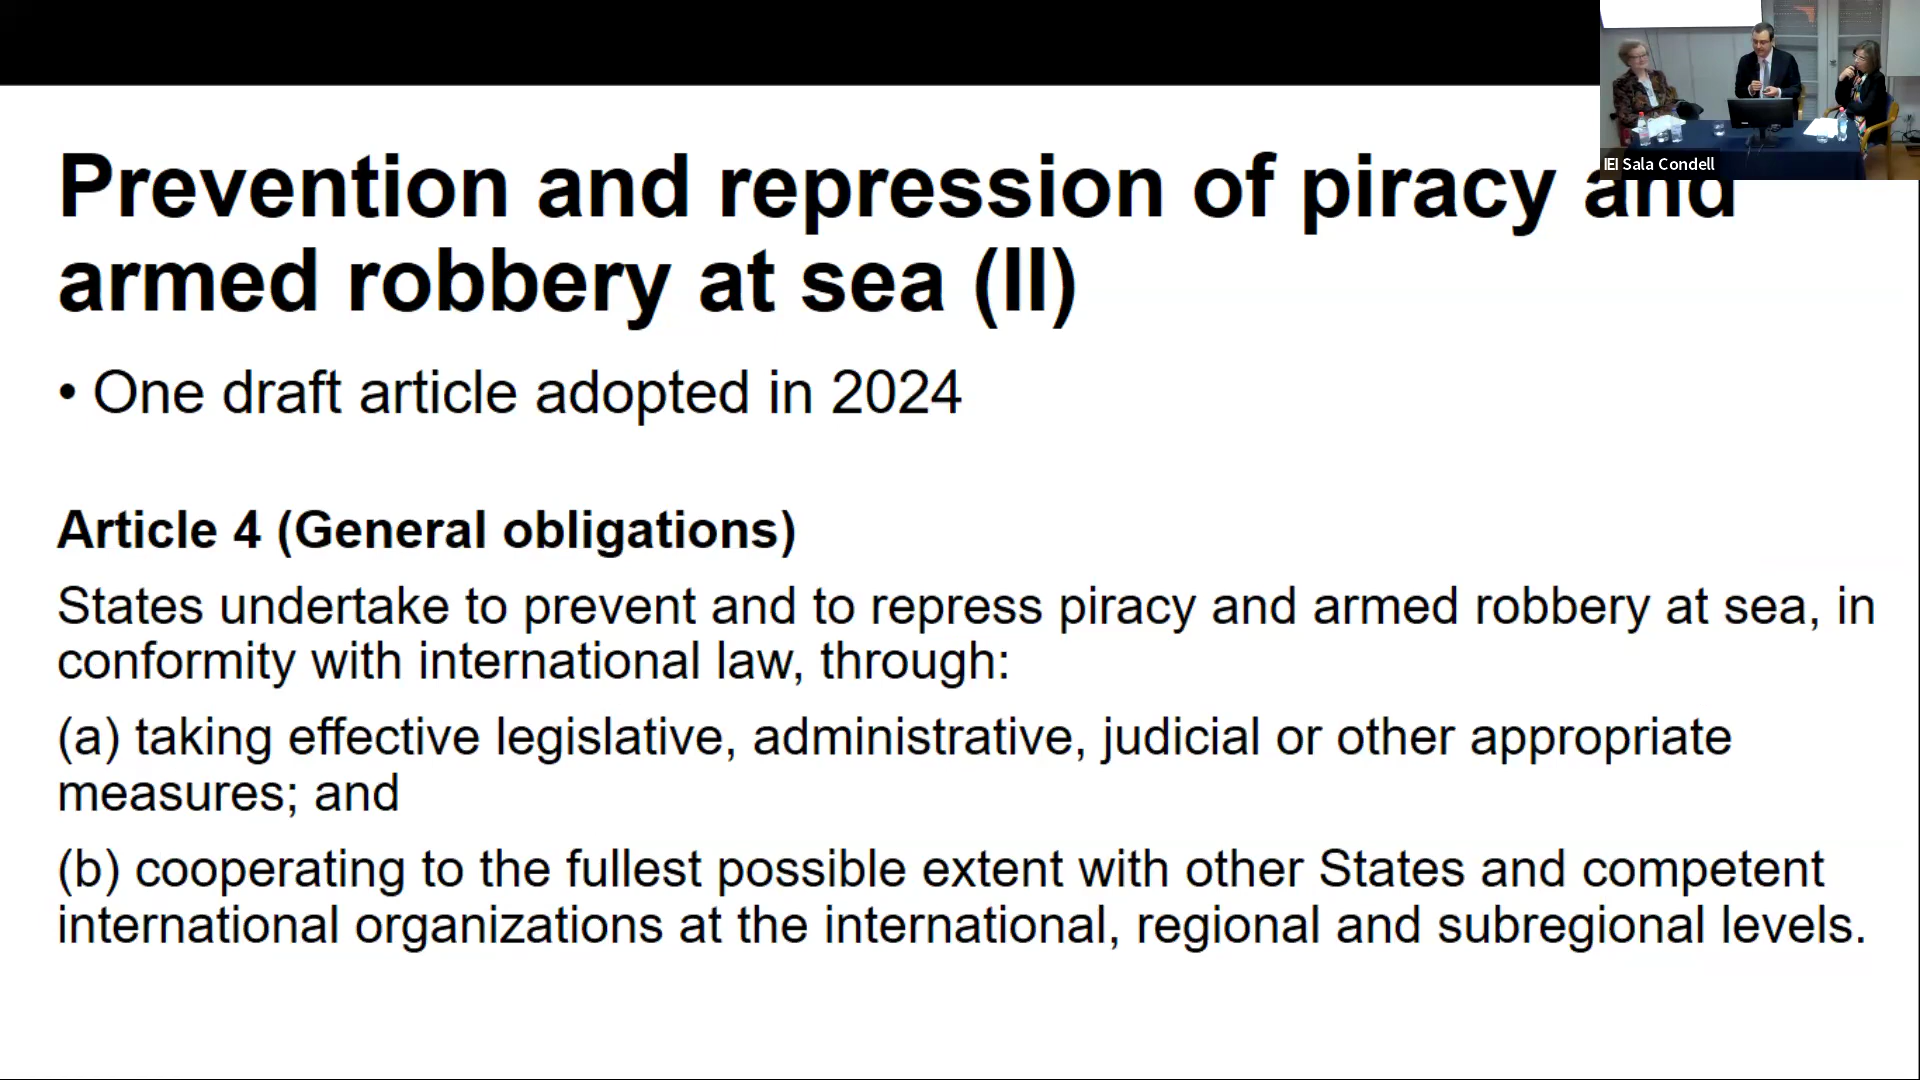 IEI Sala Condell
Prevention and repression of piracy and
armed robbery at sea (II)
• One draft article adopted in 2024
Article 4 (General obligations)
States undertake to prevent and to repress piracy and armed robbery at sea, in
conformity with international law, through:
(a) taking effective legislative, administrative, judicial or other appropriate
measures; and
(b) cooperating to the fullest possible extent with other States and competent
international organizations at the international, regional and subregional levels.